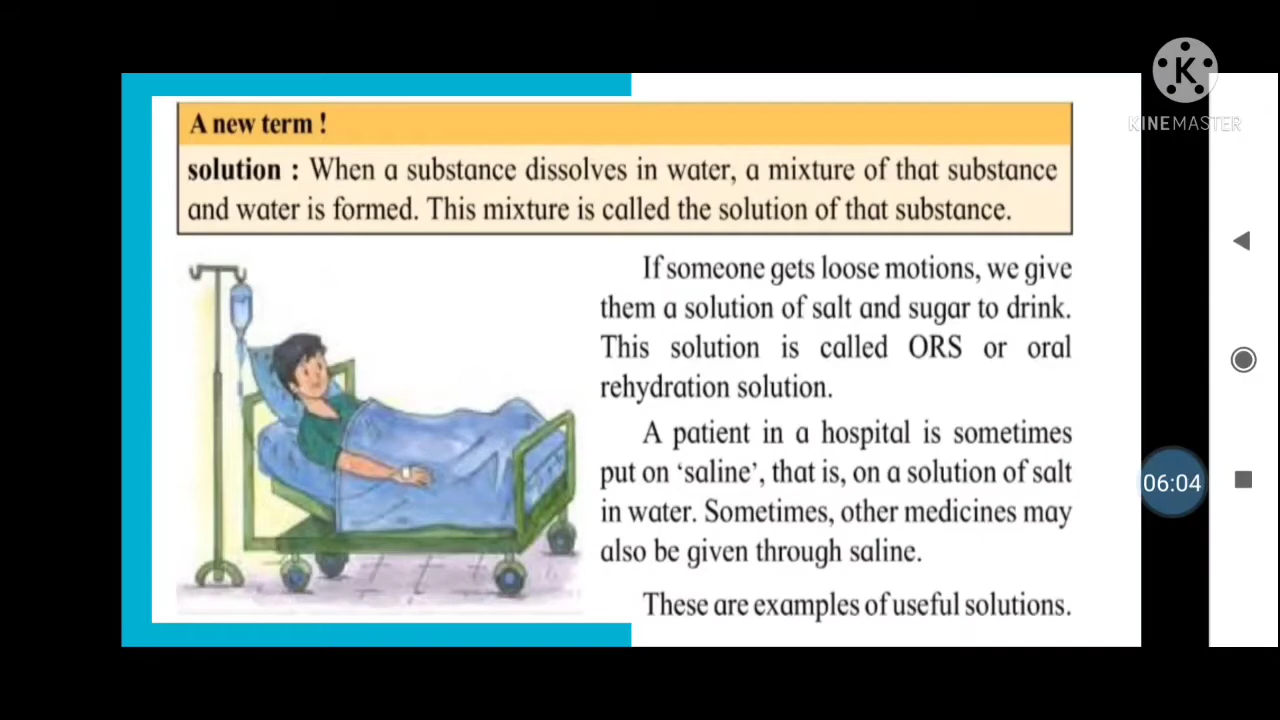 KINEMASTER
A new term !
solution : When a substance dissolves in water, a mixture of that substance
and water is formed. This mixture is called the solution of that substance.
If someone gets loose motions, we give
them a solution of salt and sugar to drink.
This solution is called ORS or oral
rehydration solution.
A patient in a hospital is sometimes
put on ‘saline’, that is, on a solution of salt
in water. Sometimes, other medicines may
also be given through saline.
These are examples of useful solutions.
06:04